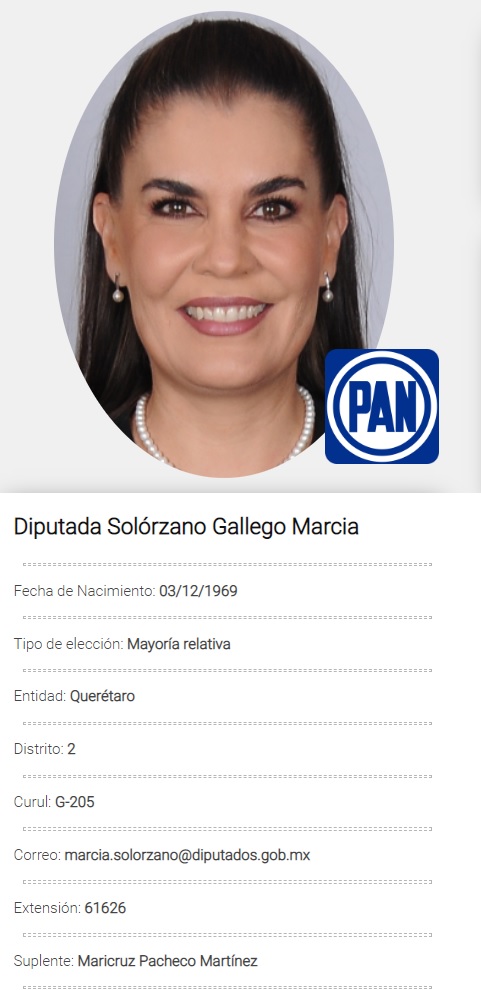 PAN
Diputada Solórzano Gallego Marcia
Fecha de Nacimiento: 03/12/1969
Tipo de elección: Mayoría relativa
Entidad: Querétaro
Distrito: 2
Curul: G-205
Correo: marcia.solorzano@diputados.gob.mx
Extensión: 61626
Suplente: Maricruz Pacheco Martínez